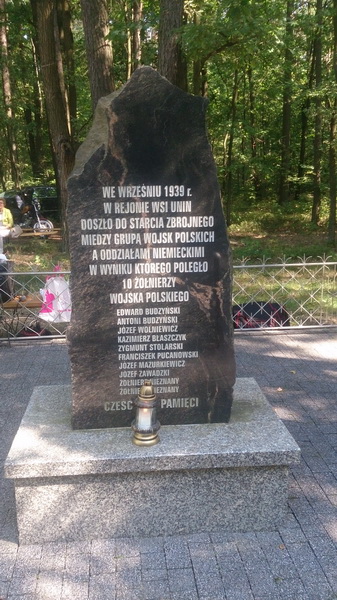 WE WRZEŚNIU 1939 r.
W REJONIE WSI UNIN
DOSZŁO DO STARCIA ZBROJNEGO
MIĘDZY GRUPĄ WOJSK POLSKICH
A ODDZIAŁAMI NIEMIECKIMI
W WYNIKU KTÓREGO POLEGŁO
10 ŻOŁNIERZY
WOJSKA POLSKIEGO
EDWARD BUDZYŃSKI
ANTONI BUDZYŃSKI
JÓZEF WOLNIEWICZ
KAZIMIERZ BŁASZCZYK
ZYGMUNT STOLARSKI
FRANCISZEK PUCANOWSKI
JÓZEF MAZURKIEWICZ
JÓZEF ZAWADZKI
ŻOŁNIERZ NIEZNANY
ŻOŁNIERZ NIEZNANY
CZEŚĆ PAMIĘCI